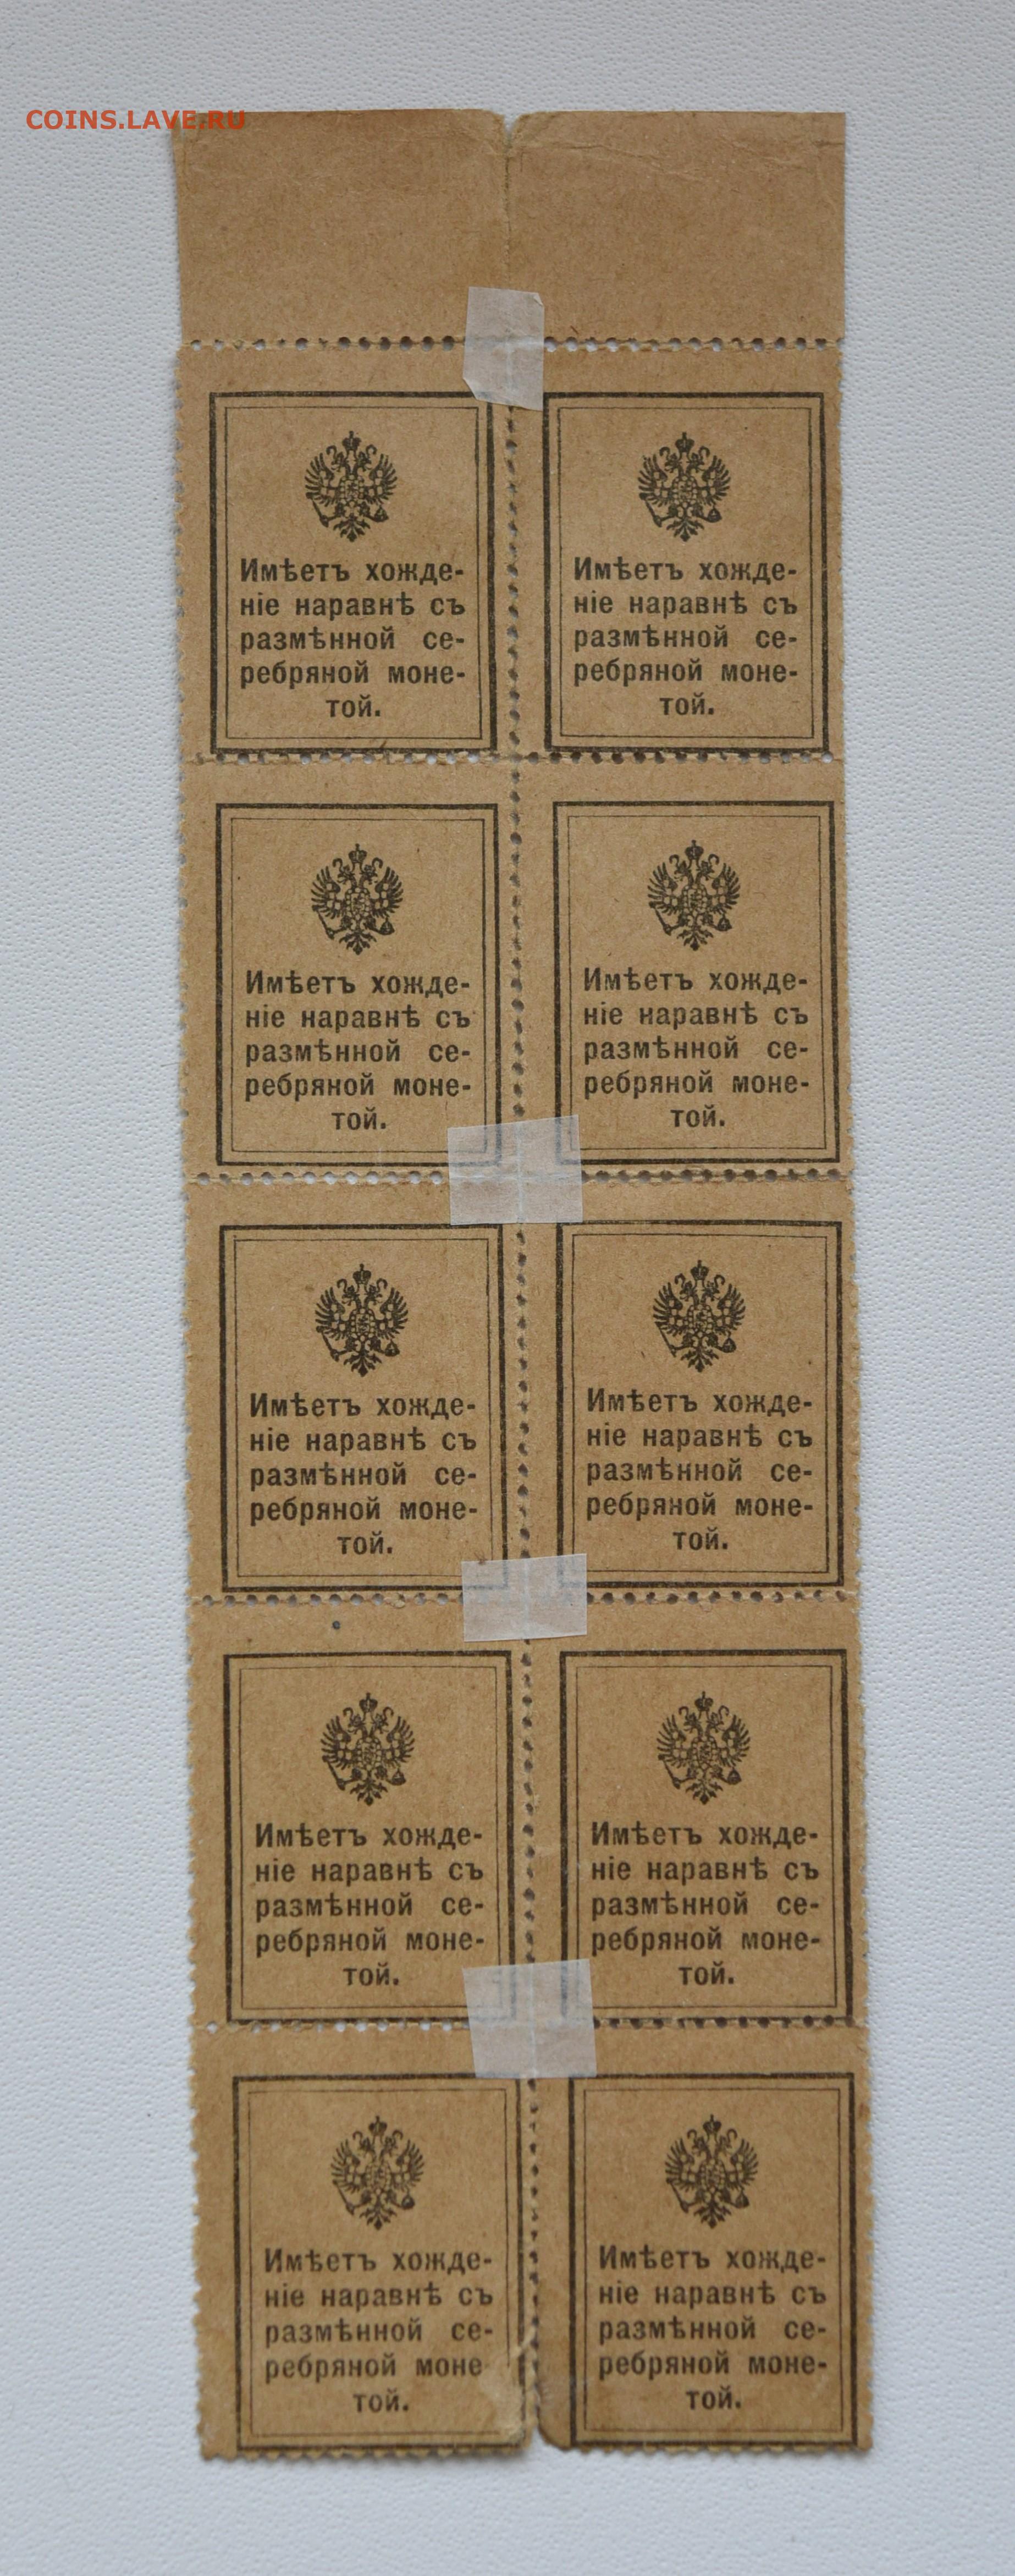 COINS.LAVE.RU
Имѣетъ хожде-
ніе наравнѣ съ
размѣнной се-
ребряной моне-
той.
Имѣетъ хожде-
ніе наравнѣ съ
размѣнной се-
ребряной моне-
той.
Имѣетъ хожде-
ніе наравнѣ съ
размѣнной се-
ребряной моне-
той.
Имѣетъ хожде-
ніе наравнѣ съ
размѣнной се-
ребряной моне-
той.
Имѣетъ хожде-
ніе наравнѣ съ
размѣнной се-
ребряной моне-
той.
Имѣетъ хожде-
ніе наравнѣ съ
размѣнной се-
ребряной моне-
той.
Имѣетъ хожде-
ніе наравнѣ съ
размѣнной се-
ребряной моне-
той.
Имѣетъ хожде-
ніе наравнѣ съ
размѣнной се-
ребряной моне-
той.
Имѣетъ хожде-
ніе наравнѣ съ
размѣнной се-
ребряной моне
той.
Имѣетъ хожде-
ніе наравнѣ съ
размѣнной се-
ребряной моне-
той.